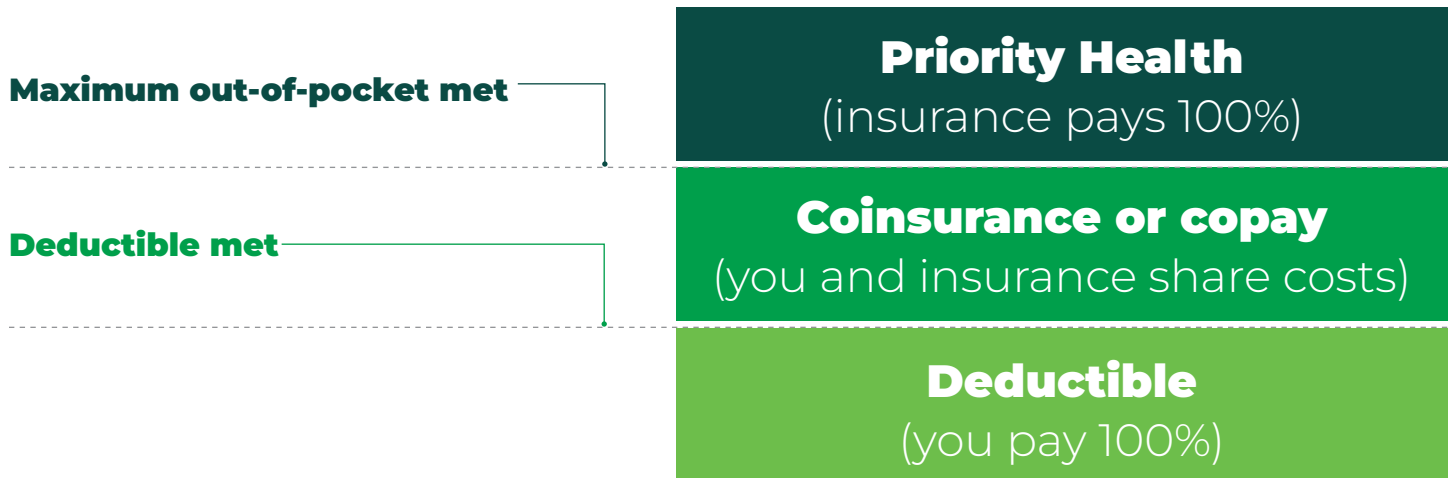 Maximum out-of-pocket met
Priority Health
(insurance pays 100%)
Deductible met
Coinsurance or copay
(you and insurance share costs)
Deductible
(you pay 100%)